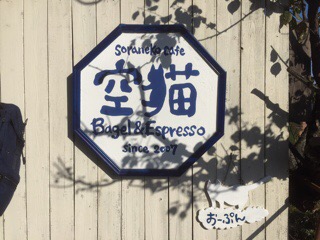 Soraneko Cafe
空猫
Bagel & Espresso
Since 2007
おーぷん